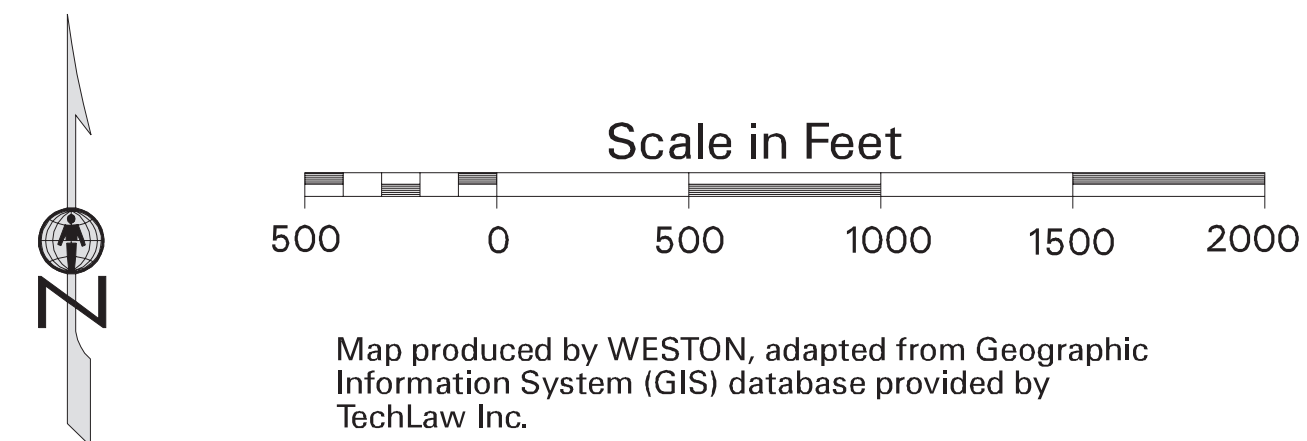 Scale in Feet
500 0 500 1000 1500 2000
N
Map produced by WESTON, adapted from Geographic
Information System (GIS) database provided by
TechLaw Inc.